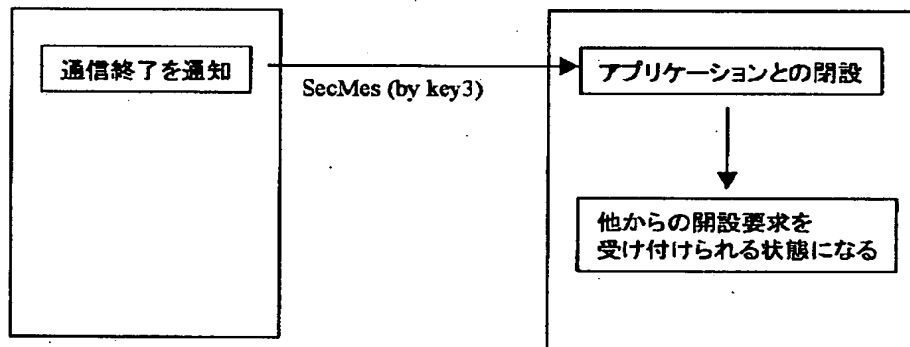 通信終了を通知
SecMes (by key3)
アプリケーションとの閉設
他からの開設要求を
受け付けられる状態になる